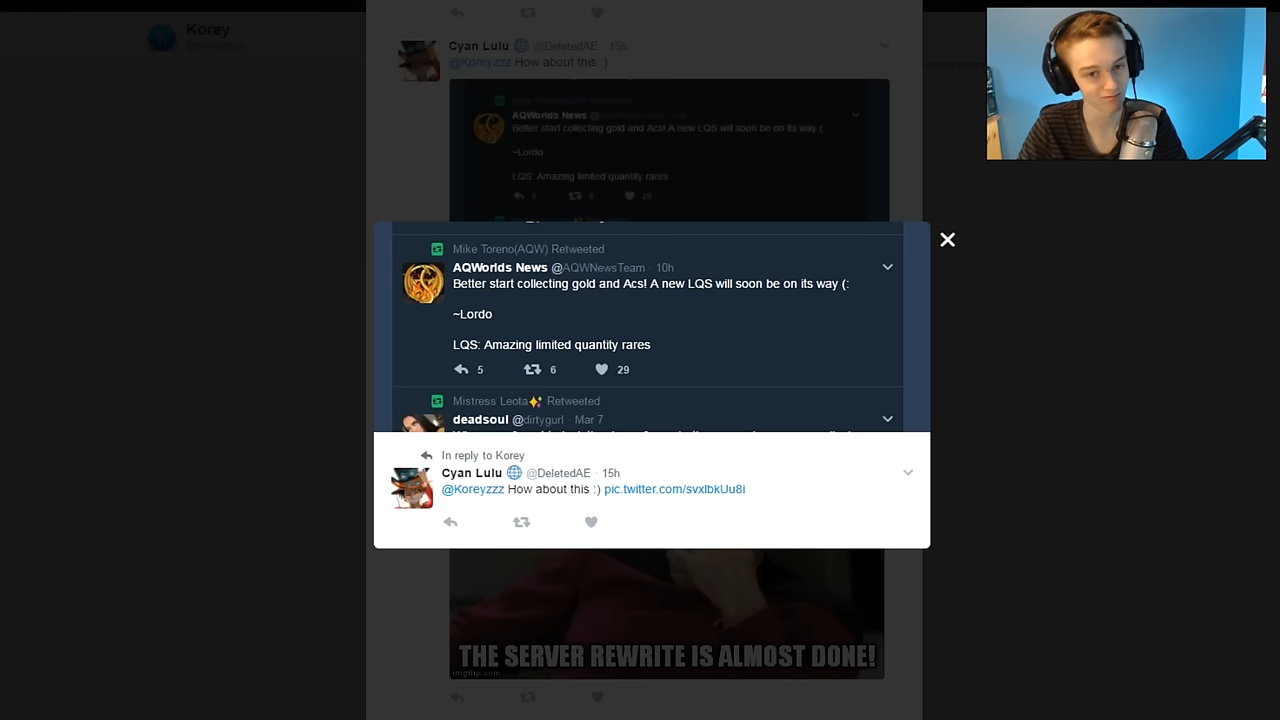 Korey
Cyan Lulu @DeletedAE 15h
@Koreyzzz How about this :)
AQWorlds News
Better start collecting gold and Acs! A new LQS will soon be on its way (
~Lordo
LQS: Amazing limited quantity rares
5 6 29
Mike Toreno(AQW) Retweeted
AQWorlds News @AQWNewsTeam · 10h
Better start collecting gold and Acs! A new LQS will soon be on its way (:
~Lordo
LQS: Amazing limited quantity rares
5 6 29
Mistress Leota✨ Retweeted
deadsoul @dirtygurl · Mar 7
In reply to Korey
Cyan Lulu @DeletedAE · 15h
@Koreyzzz How about this :) pic.twitter.com/svxlbkUu8i
THE SERVER REWRITE IS ALMOST DONE!
imgflip.com